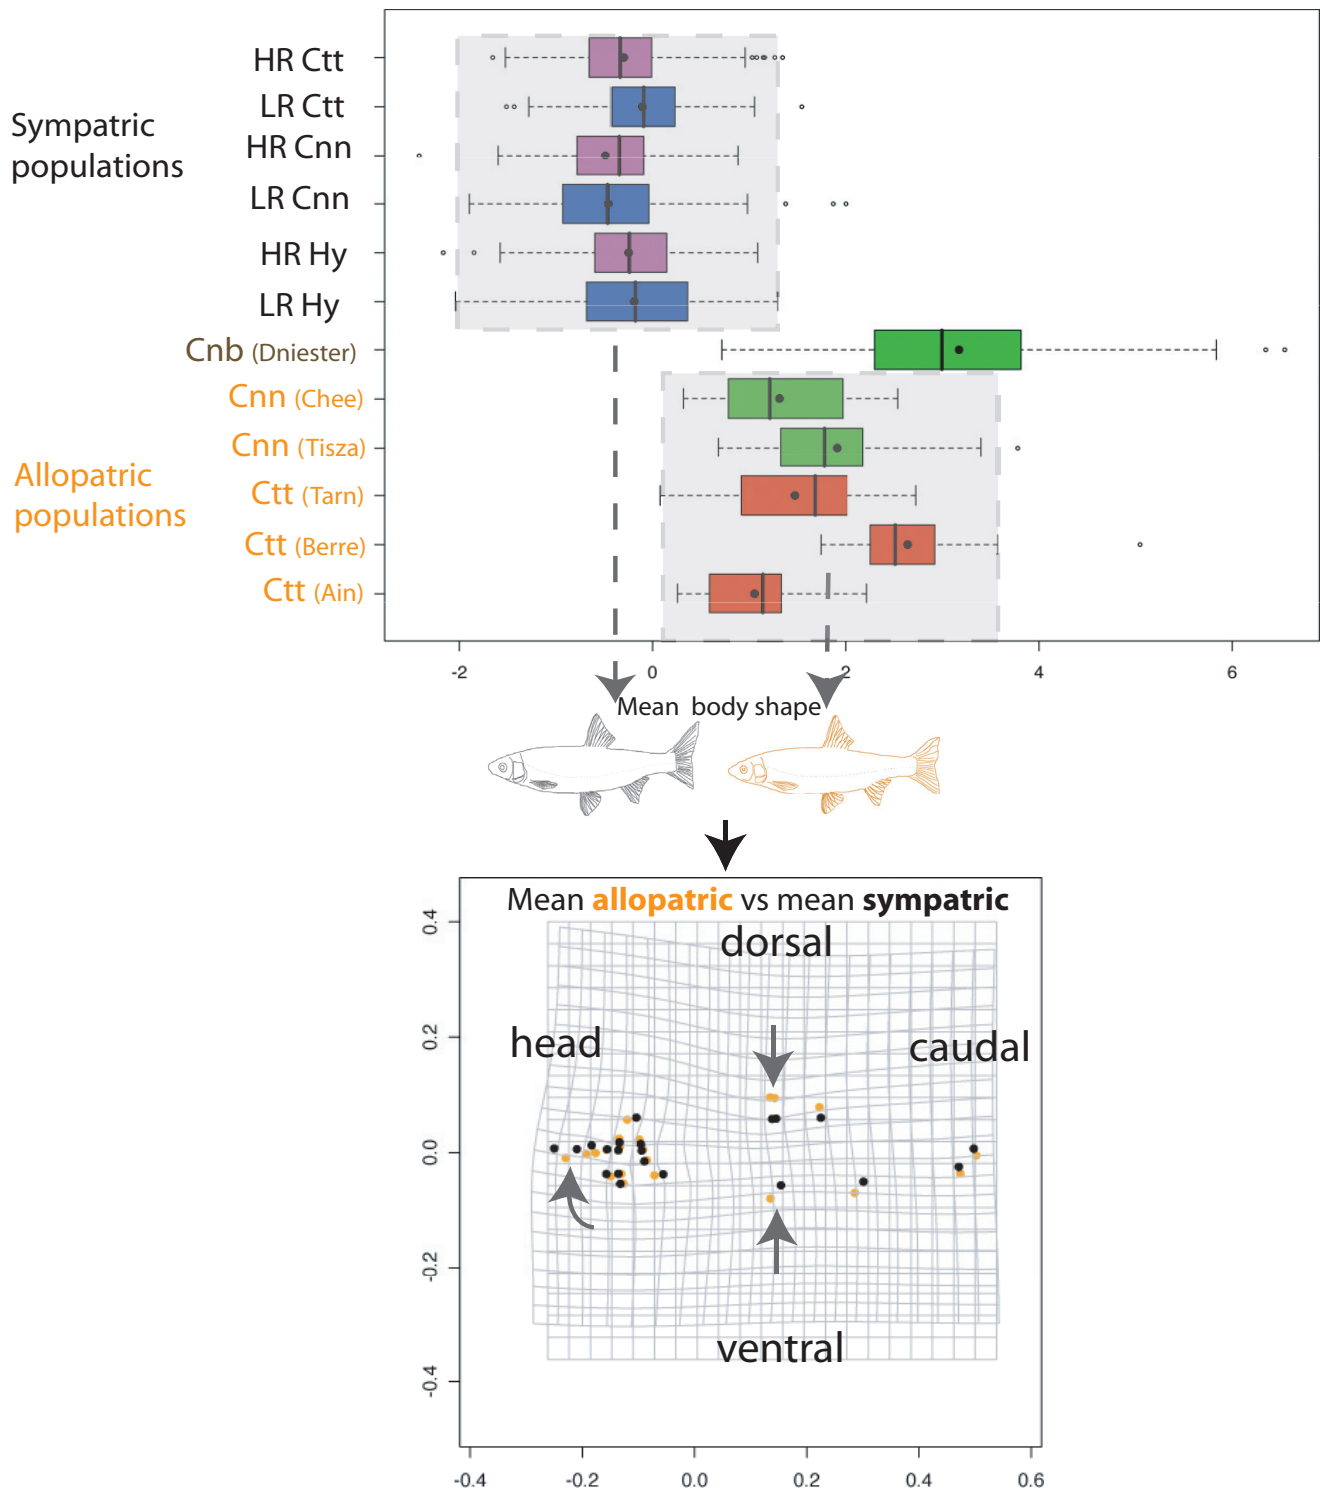 HR Ctt
LR Ctt
Sympatric
populations
HR Cnn
LR Cnn
HR Hy
LR Hy
Cnb (Dniester)
Cnn (Chee)
Cnn (Tisza)
Allopatric
populations
Ctt (Tarn)
Ctt (Berre)
Ctt (Ain)
-2 0 2 4 6
Mean body shape
Mean allopatric vs mean sympatric
dorsal
head
caudal
ventral
0.4
0.2
0.0
-0.2
-0.4
-0.4 -0.2 0.0 0.2 0.4 0.6